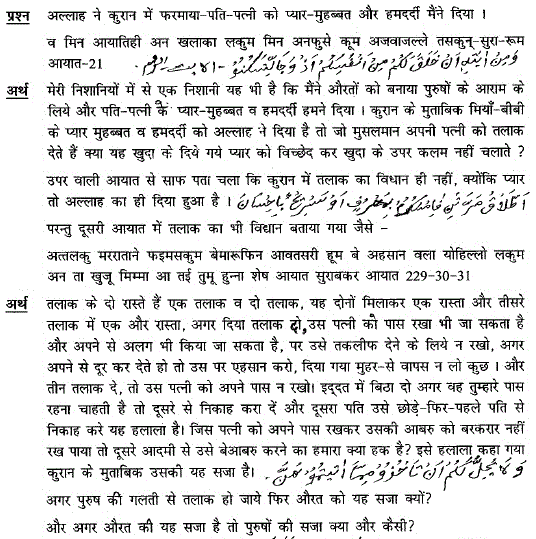 प्रश्न अल्लाह ने कुरान में फरमाया-पति-पत्नी को प्यार-मुहब्बत और हमदर्दी मैंने दिया ।
व मिन आयातिही अन खलाका लकुम मिन अनफुसे कूम अजवाजल्ले तसकुन-सुरा-रूम
आयात-21
अर्थ मेरी निशानियों में से एक निशानी यह भी है कि मैंने औरतों को बनाया पुरुषों के आराम के
लिये और पति-पत्नी के प्यार-मुहब्बत व हमदर्दी हमने दिया । कुरान के मुताबिक मियाँ-बीबी
के प्यार मुहब्बत व हमदर्दी को अल्लाह ने दिया है तो जो मुसलमान अपनी पत्नी को तलाक
देते हैं क्या यह खुदा के दिये गये प्यार को विच्छेद कर खुदा के उपर कलम नहीं चलाते ?
उपर वाली आयात से साफ पता चला कि कुरान में तलाक का विधान ही नहीं, क्योंकि प्यार
तो अल्लाह का ही दिया हुआ है ।
परन्तु दूसरी आयात में तलाक का भी विधान बताया गया जैसे -
अत्तलकु मरराताने फइमसकुम बेमारूफिन आवतसरी हूम बे अहसान वला योहिल्लो लकुम
अन ता खुजू मिम्मा आ तई तुमू हुन्ना शेष आयात सुराबकर आयात 229-30-31
अर्थ तलाक के दो रास्ते हैं एक तलाक व दो तलाक, यह दोनों मिलाकर एक रास्ता और तीसरे
तलाक में एक और रास्ता, अगर दिया तलाक दो, उस पत्नी को पास रखा भी जा सकता है
और अपने से अलग भी किया जा सकता है, पर उसे तकलीफ देने के लिये न रखो, अगर
अपने से दूर कर देते हो तो उस पर एहसान करो, दिया गया मुहर-से वापस न लो कुछ । और
तीन तलाक दे, तो उस पत्नी को अपने पास न रखो। इद्दत में बिठा दो अगर वह तुम्हारे पास
रहना चाहती है तो दूसरे से निकाह करा दें और दूसरा पति उसे छोड़े-फिर-पहले पति से
निकाह करे यह हलाला है। जिस पत्नी को अपने पास रखकर उसकी आबरु को बरकरार नहीं
रख पाया तो दूसरे आदमी से उसे बेआबरु करने का हमारा क्या हक है? इसे हलाला कहा गया
कुरान के मुताबिक उसकी यह सजा है।
अगर पुरुष की गलती से तलाक हो जाये फिर औरत को यह सजा क्यों?
और अगर औरत की यह सजा है तो पुरुषों की सजा क्या और कैसी?